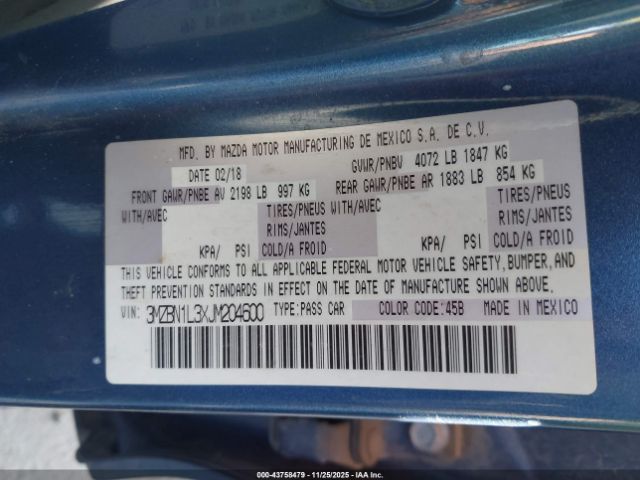 MFD. BY MAZDA MOTOR MANUFACTURING DE MEXICO S.A. DE C.V.
DATE 02/18 GVWR/PNBV 4072 LB 1847 KG
FRONT GAWR/PNBE AV 2198 LB 997 KG REAR GAWR/PNBE AR 1883 LB 854 KG
WITH/AVEC TIRES/PNEUS WITH/AVEC TIRES/PNEUS
RIMS/JANTES RIMS/JANTES
KPA/ PSI COLD/A FROID KPA/ PSI COLD/A FROID
THIS VEHICLE CONFORMS TO ALL APPLICABLE FEDERAL MOTOR VEHICLE SAFETY, BUMPER, AND
THEFT PREVENTION STANDARDS IN EFFECT ON THE DATE OF MANUFACTURE SHOWN ABOVE.
VIN: 3MZBN1L3XJM204600 TYPE:PASS CAR COLOR CODE:45B MADE IN MEXICO
000-43758479 | 11/25/2025 | IAA Inc.